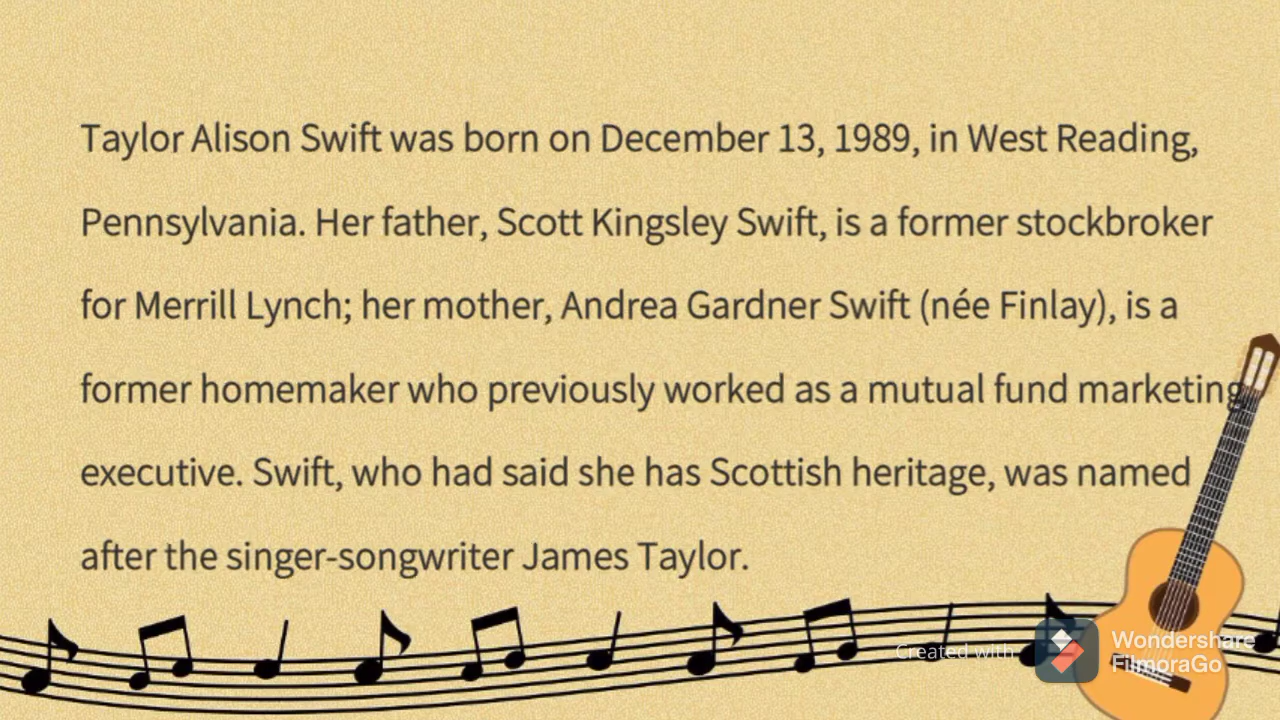 Taylor Alison Swift was born on December 13, 1989, in West Reading,
Pennsylvania. Her father, Scott Kingsley Swift, is a former stockbroker
for Merrill Lynch; her mother, Andrea Gardner Swift (née Finlay), is a
former homemaker who previously worked as a mutual fund marketing
executive. Swift, who had said she has Scottish heritage, was named
after the singer-songwriter James Taylor.
Created with
Wondershare
FilmoraGo